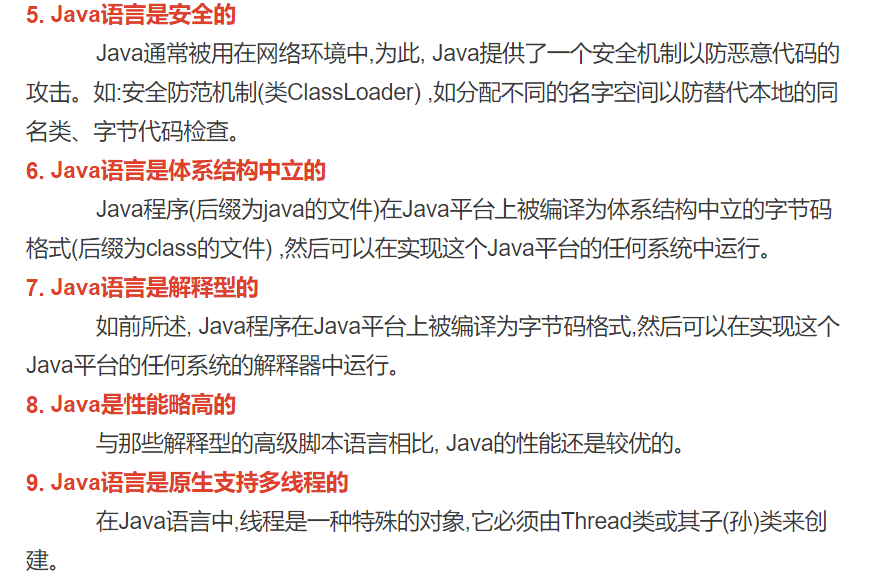 5. Java语言是安全的
Java通常被用在网络环境中,为此, Java提供了一个安全机制以防恶意代码的
攻击。如:安全防范机制(类ClassLoader) ,如分配不同的名字空间以防替代本地的同
名类、字节代码检查。
6. Java语言是体系结构中立的
Java程序(后缀为java的文件)在Java平台上被编译为体系结构中立的字节码
格式(后缀为class的文件) ,然后可以在实现这个Java平台的任何系统中运行。
7. Java语言是解释型的
如前所述, Java程序在Java平台上被编译为字节码格式,然后可以在实现这个
Java平台的任何系统的解释器中运行。
8. Java是性能略高的
与那些解释型的高级脚本语言相比, Java的性能还是较优的。
9. Java语言是原生支持多线程的
在Java语言中,线程是一种特殊的对象,它必须由Thread类或其子(孙)类来创
建。